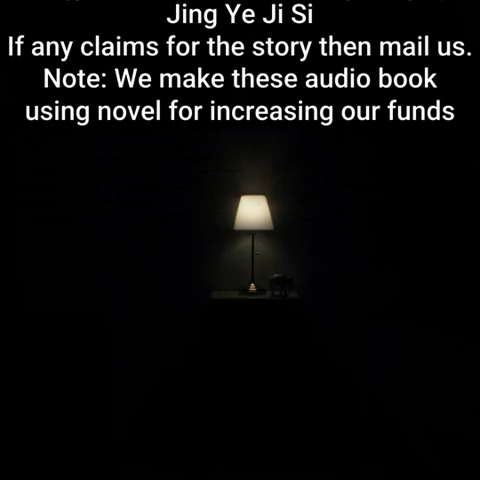 Jing Ye Ji Si
If any claims for the story then mail us.
Note: We make these audio book
using novel for increasing our funds